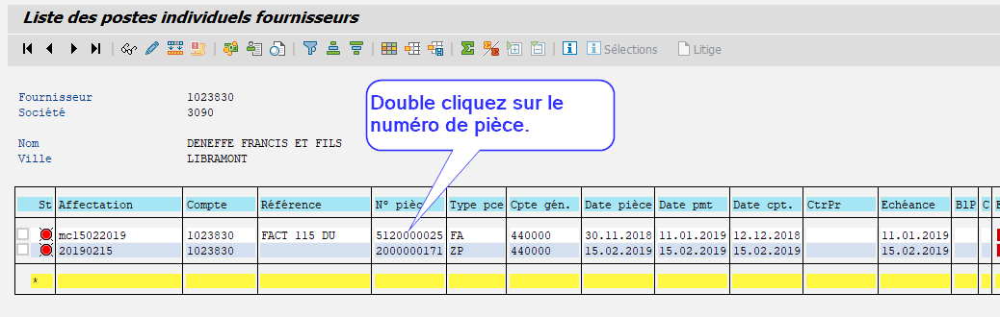 Liste des postes individuels fournisseurs
Sélections Litige
Fournisseur 1023830
Société 3090
Double cliquez sur le
numéro de pièce.
Nom DENEFFE FRANCIS ET FILS
Ville LIBRAMONT
St Affectation Compte Référence N° pièc Type pce Cpte gén. Date pièce Date pmt Date cpt. CtrPr Echéance BlP C
mc15022019 1023830 FACT 115 DU 5120000025 FA 440000 30.11.2018 11.01.2019 12.12.2018 11.01.2019
20190215 1023830 2000000171 ZP 440000 15.02.2019 15.02.2019 15.02.2019 15.02.2019
*